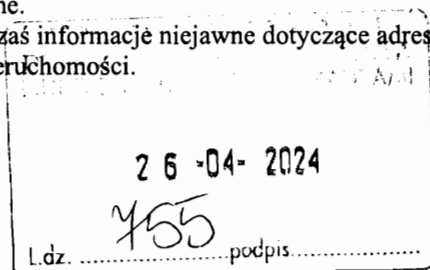 ne.
zaś informacje niejawne dotyczące adres
eruchomości.
26 -04- 2024
755
L.dz. .................... podpis....................